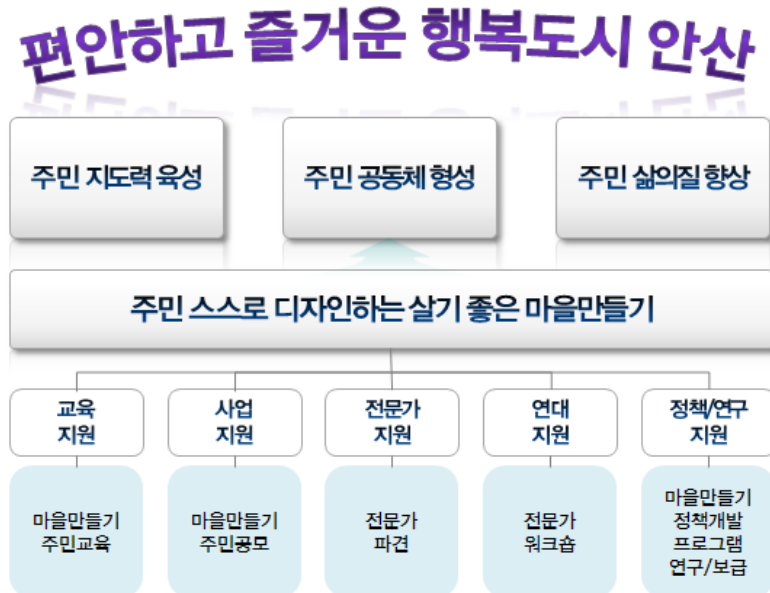 편안하고 즐거운 행복도시 안산
주민 지도력 육성
주민 공동체 형성
주민 삶의질 향상
주민 스스로 디자인하는 살기 좋은 마을만들기
교육
지원
사업
지원
전문가
지원
연대
지원
정책/연구
지원
마을만들기
주민교육
마을만들기
주민공모
전문가
파견
전문가
워크숍
마을만들기
정책개발
프로그램
연구/보급